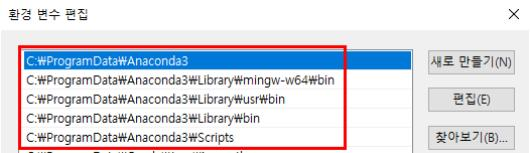 환경 변수 편집
C:₩ProgramData₩Anaconda3
새로 만들기(N)
C:₩ProgramData₩Anaconda3₩Library₩mingw-w64₩bin
C:₩ProgramData₩Anaconda3₩Library₩usr₩bin
편집(E)
C:₩ProgramData₩Anaconda3₩Library₩bin
C:₩ProgramData₩Anaconda3₩Scripts
찾아보기(B)...